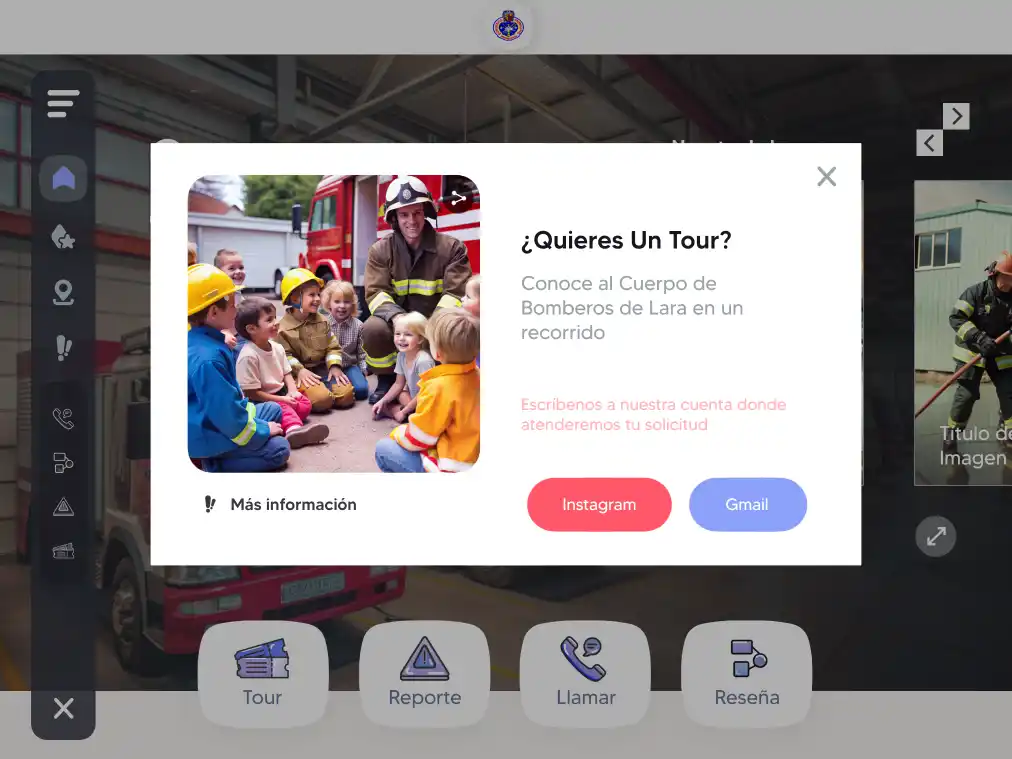 ¿Quieres Un Tour?
Conoce al Cuerpo de
Bomberos de Lara en un
recorrido
Escríbenos a nuestra cuenta donde
atenderemos tu solicitud
Más información
Instagram
Gmail
Título de
Imagen
Tour
Reporte
Llamar
Reseña